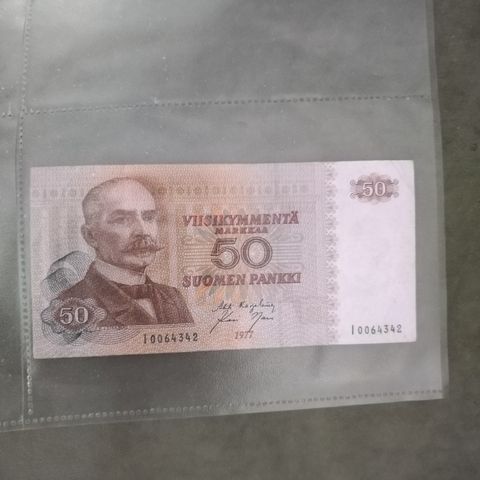 50
VIISIKYMMENTÄ
MARKKAA
50
SUOMEN PANKKI
50
I0064342
1977
I0064342